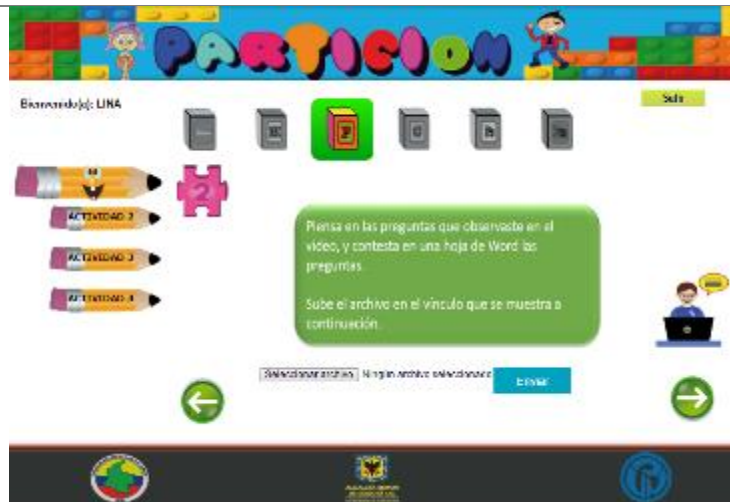 PARTICION
Bienvenido(a): LINA
Salir
2
ACTIVIDAD 2
ACTIVIDAD 3
ACTIVIDAD 4
Piensa en las preguntas que observaste en el
video, y contesta en una hoja de Word las
preguntas.
Sube el archivo en el vínculo que se muestra a
continuación.
Seleccionar archivo Ningún archivo seleccionado
Enviar